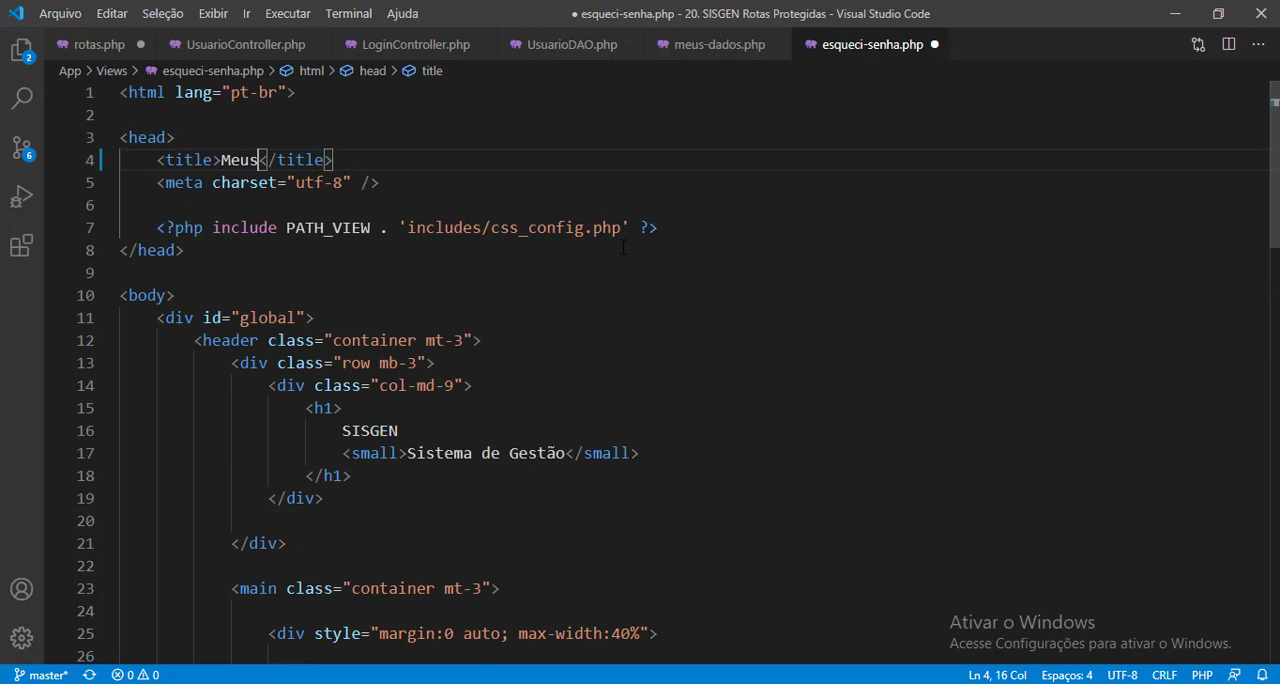 Arquivo Editar Seleção Exibir Ir Executar Terminal Ajuda ● esqueci-senha.php - 20. SISGEN Rotas Protegidas - Visual Studio Code
rotas.php ● UsuarioController.php LoginController.php UsuarioDAO.php meus-dados.php esqueci-senha.php ●
App > Views > esqueci-senha.php > html > head > title
1 <html lang="pt-br">
2
3 <head>
4 <title>Meus</title>
5 <meta charset="utf-8" />
6
7 <?php include PATH_VIEW . 'includes/css_config.php' ?>
8 </head>
9
10 <body>
11 <div id="global">
12 <header class="container mt-3">
13 <div class="row mb-3">
14 <div class="col-md-9">
15 <h1>
16 SISGEN
17 <small>Sistema de Gestão</small>
18 </h1>
19 </div>
20
21 </div>
22
23 <main class="container mt-3">
24
25 <div style="margin:0 auto; max-width:40%">
26
2
6
Ativar o Windows
Acesse Configurações para ativar o Windows.
master* 0 0 Ln 4, 16 Col Espaços: 4 UTF-8 CRLF PHP